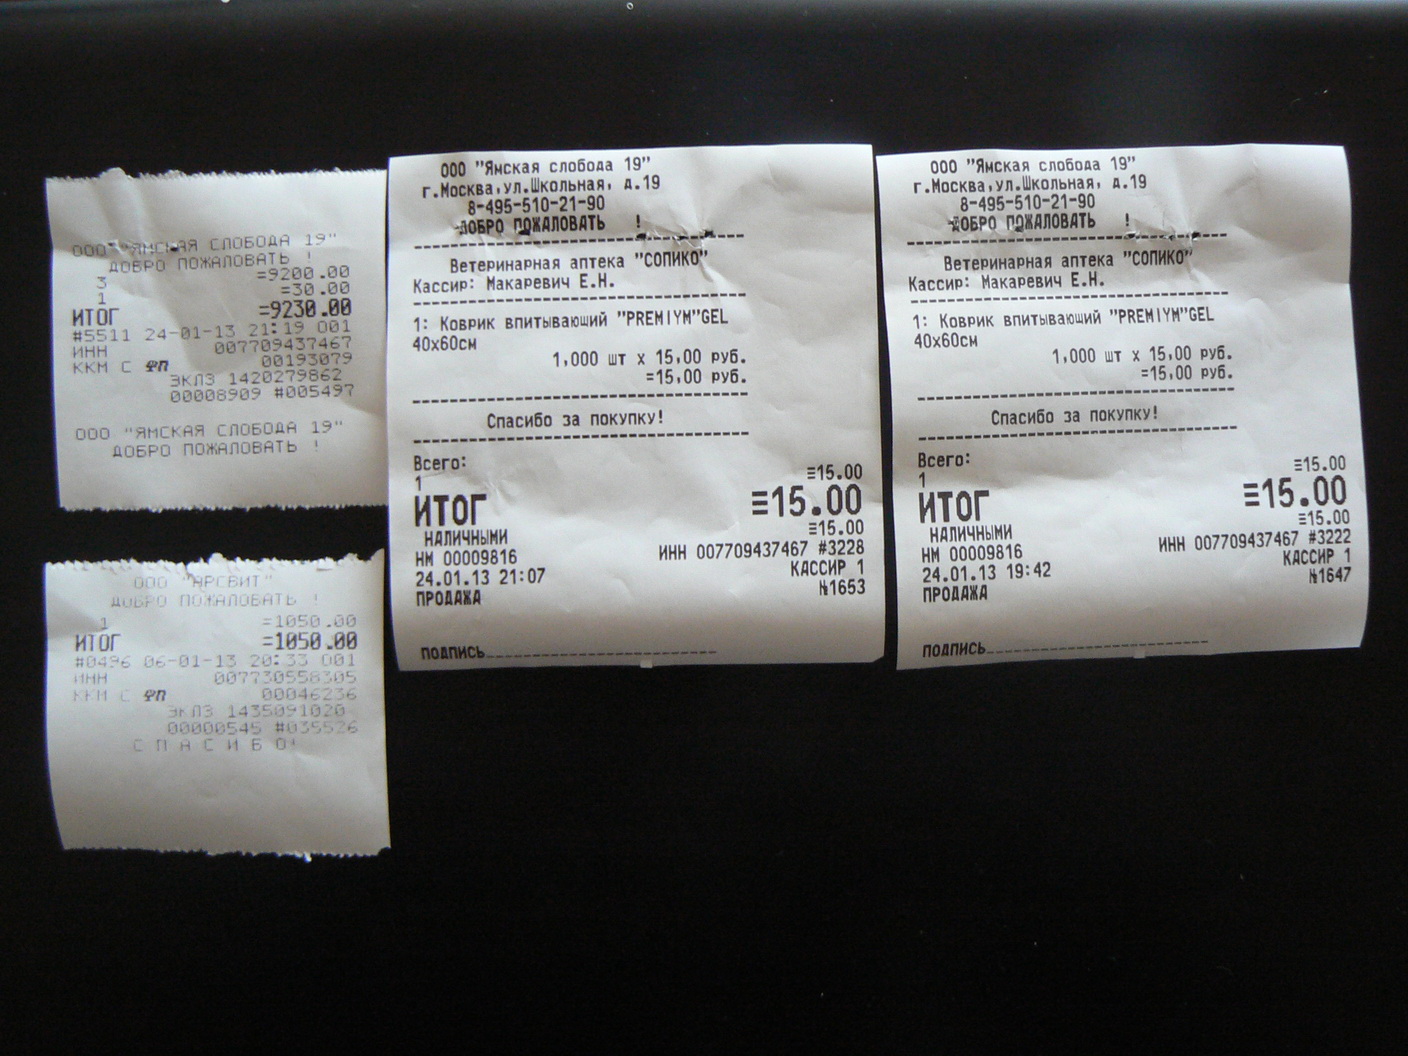 ООО "ЯМСКАЯ СЛОБОДА 19"
ДОБРО ПОЖАЛОВАТЬ !
3 =9200.00
1 =30.00
ИТОГ =9230.00
#5511 24-01-13 21:19 001
ИНН 007709437467
ККМ С ФП 00193079
ЭКЛЗ 1420279862
00008909 #005497
ООО "ЯМСКАЯ СЛОБОДА 19"
ДОБРО ПОЖАЛОВАТЬ !
ООО "АРСВИТ"
ДОБРО ПОЖАЛОВАТЬ !
1 =1050.00
ИТОГ =1050.00
#0496 06-01-13 20:33 001
ИНН 007730558305
ККМ С ФП 00046236
ЭКЛЗ 1435091020
00000545 #035526
С П А С И Б О!
ООО "Ямская слобода 19"
г.Москва,ул.Школьная, д.19
8-495-510-21-90
ДОБРО ПОЖАЛОВАТЬ !
Ветеринарная аптека "СОПИКО"
Кассир: Макаревич Е.Н.
1: Коврик впитывающий "PREMIYM"GEL
40х60см
1,000 шт х 15,00 руб.
=15,00 руб.
Спасибо за покупку!
Всего:
1 ≡15.00
ИТОГ ≡15.00
НАЛИЧНЫМИ ≡15.00
НМ 00009816 ИНН 007709437467 #3228
24.01.13 21:07 КАССИР 1
ПРОДАЖА №1653
ПОДПИСЬ
ООО "Ямская слобода 19"
г.Москва,ул.Школьная, д.19
8-495-510-21-90
ДОБРО ПОЖАЛОВАТЬ !
Ветеринарная аптека "СОПИКО"
Кассир: Макаревич Е.Н.
1: Коврик впитывающий "PREMIYM"GEL
40х60см
1,000 шт х 15,00 руб.
=15,00 руб.
Спасибо за покупку!
Всего:
1 ≡15.00
ИТОГ ≡15.00
НАЛИЧНЫМИ ≡15.00
НМ 00009816 ИНН 007709437467 #3222
24.01.13 19:42 КАССИР 1
ПРОДАЖА №1647
ПОДПИСЬ